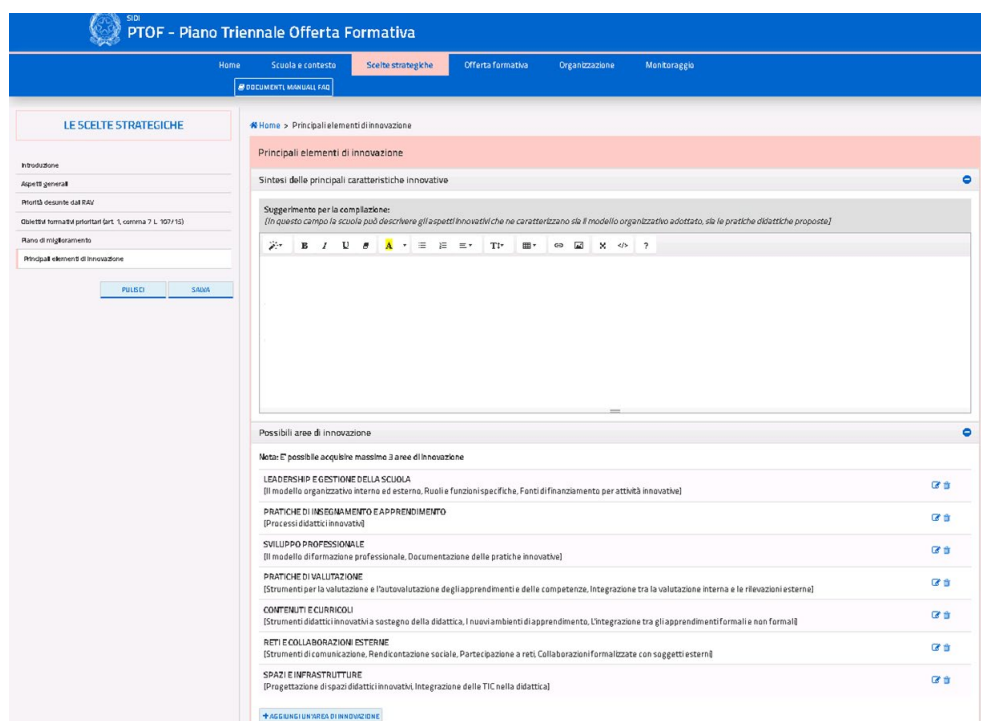 SIDI
PTOF - Piano Triennale Offerta Formativa
Home Scuola e contesto Scelte strategiche Offerta formativa Organizzazione Monitoraggio
DOCUMENTI, MANUALI, FAQ
LE SCELTE STRATEGICHE
Introduzione
Aspetti generali
Priorità desunte dal RAV
Obiettivi formativi prioritari (art. 1, comma 7 L. 107/15)
Piano di miglioramento
Principali elementi di innovazione
PULISCI SALVA
Home > Principali elementi di innovazione
Principali elementi di innovazione
Sintesi delle principali caratteristiche innovative
Suggerimento per la compilazione:
[In questo campo la scuola può descrivere gli aspetti innovativi che ne caratterizzano sia il modello organizzativo adottato, sia le pratiche didattiche proposte]
B I U A TI </> ?
Possibili aree di innovazione
Nota: E' possibile acquisire massimo 3 aree di innovazione
LEADERSHIP E GESTIONE DELLA SCUOLA
[Il modello organizzativo interno ed esterno, Ruoli e funzioni specifiche, Fonti di finanziamento per attività innovative]
PRATICHE DI INSEGNAMENTO E APPRENDIMENTO
[Processi didattici innovativi]
SVILUPPO PROFESSIONALE
[Il modello di formazione professionale, Documentazione delle pratiche innovative]
PRATICHE DI VALUTAZIONE
[Strumenti per la valutazione e l'autovalutazione degli apprendimenti e delle competenze, Integrazione tra la valutazione interna e le rilevazioni esterne]
CONTENUTI E CURRICOLI
[Strumenti didattici innovativi a sostegno della didattica, I nuovi ambienti di apprendimento, L'integrazione tra gli apprendimenti formali e non formali]
RETI E COLLABORAZIONI ESTERNE
[Strumenti di comunicazione, Rendicontazione sociale, Partecipazione a reti, Collaborazioni formalizzate con soggetti esterni]
SPAZI E INFRASTRUTTURE
[Progettazione di spazi didattici innovativi, Integrazione delle TIC nella didattica]
+ AGGIUNGI UN'AREA DI INNOVAZIONE